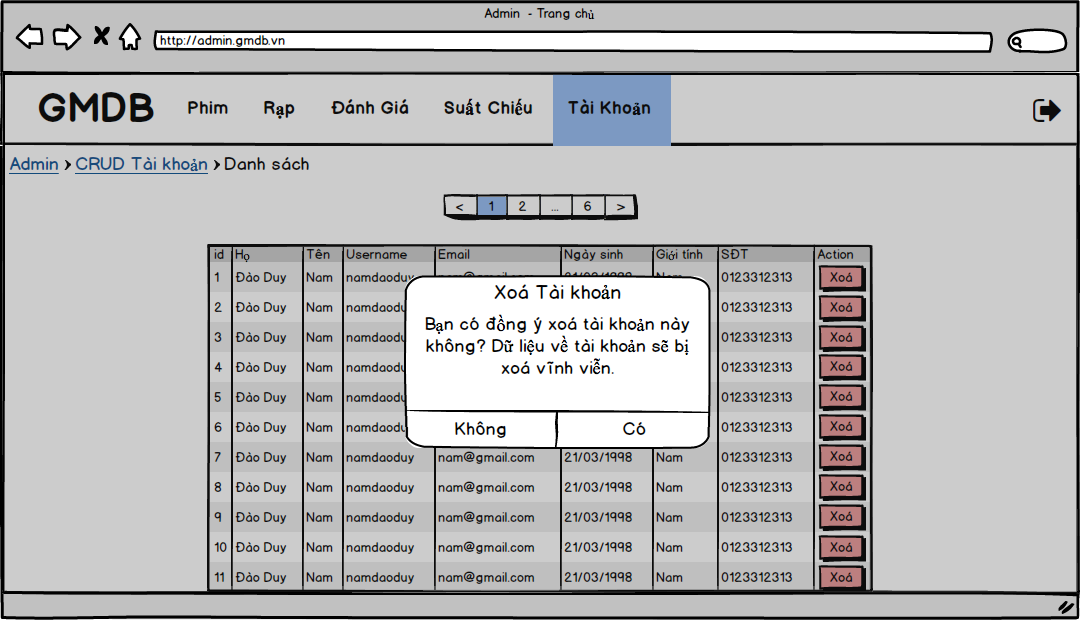 Admin - Trang chủ
http://admin.gmdb.vn
GMDB Phim Rạp Đánh Giá Suất Chiếu Tài Khoản
Admin › CRUD Tài khoản › Danh sách
< 1 2 ... 6 >
id Họ Tên Username Email Ngày sinh Giới tính SĐT Action
1 Đào Duy Nam namdaoduy nam@gmail.com 21/03/1998 0123312313 Xoá
2 Đào Duy Nam 0123312313 Xoá
3 Đào Duy Nam 0123312313 Xoá
4 Đào Duy Nam 0123312313 Xoá
5 Đào Duy Nam 0123312313 Xoá
6 Đào Duy Nam 0123312313 Xoá
Xoá Tài khoản
Bạn có đồng ý xoá tài khoản này
không? Dữ liệu về tài khoản sẽ bị
xoá vĩnh viễn.
Không Có
7 Đào Duy Nam namdaoduy nam@gmail.com 21/03/1998 Nam 0123312313 Xoá
8 Đào Duy Nam namdaoduy nam@gmail.com 21/03/1998 Nam 0123312313 Xoá
9 Đào Duy Nam namdaoduy nam@gmail.com 21/03/1998 Nam 0123312313 Xoá
10 Đào Duy Nam namdaoduy nam@gmail.com 21/03/1998 Nam 0123312313 Xoá
11 Đào Duy Nam namdaoduy nam@gmail.com 21/03/1998 Nam 0123312313 Xoá